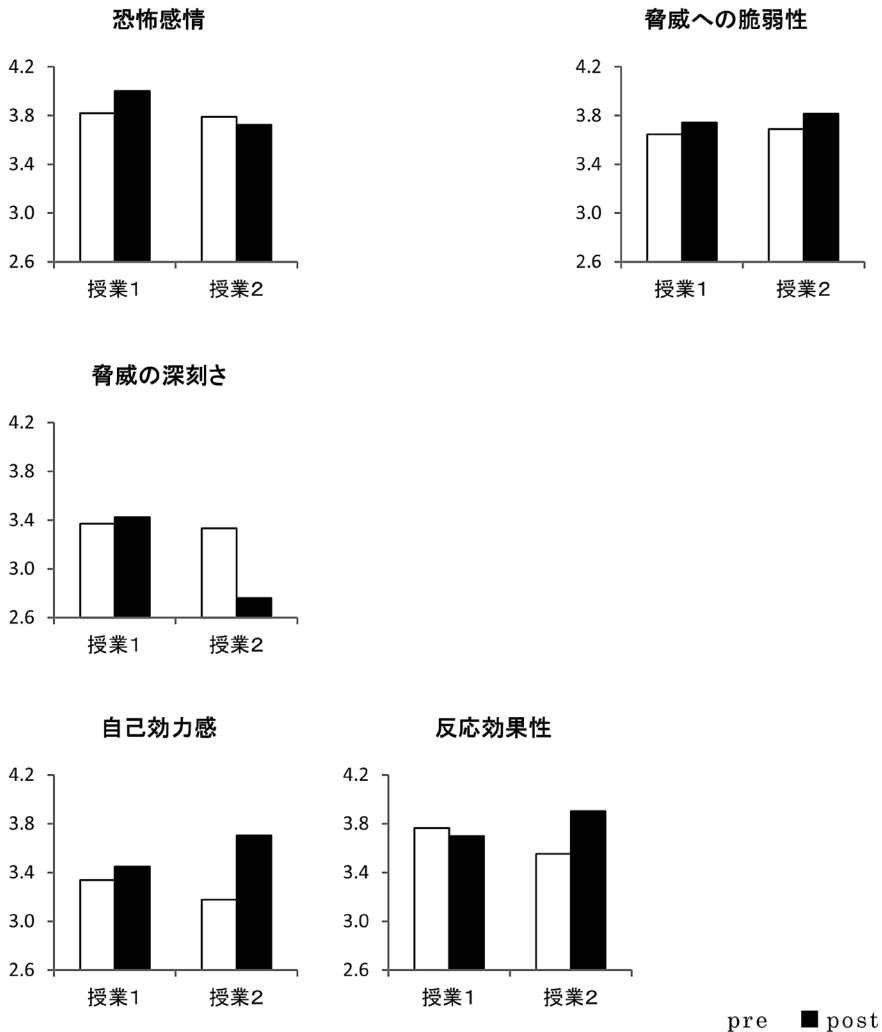 恐怖感情
4.2
3.8
3.4
3.0
2.6
授業1
授業2
脅威への脆弱性
4.2
3.8
3.4
3.0
2.6
授業1
授業2
脅威の深刻さ
4.2
3.8
3.4
3.0
2.6
授業1
授業2
自己効力感
4.2
3.8
3.4
3.0
2.6
授業1
授業2
反応効果性
4.2
3.8
3.4
3.0
2.6
授業1
授業2
pre
post